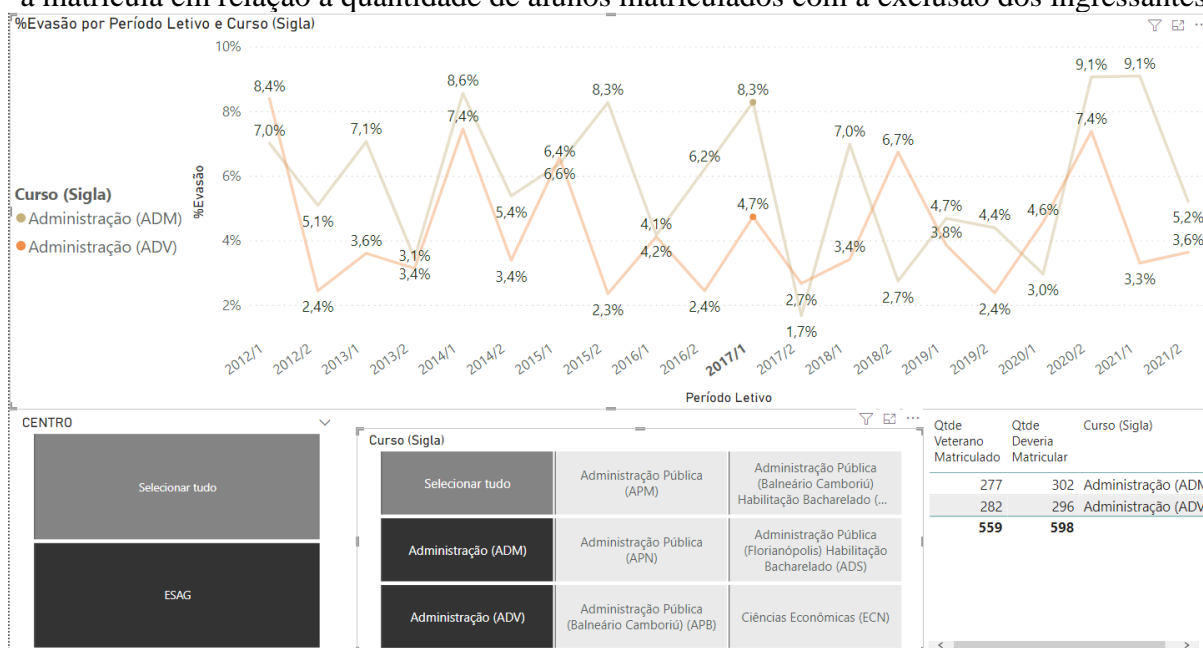 a matrícula em relação à quantidade de alunos matriculados com a exclusão dos ingressantes
%Evasão por Período Letivo e Curso (Sigla)
10%
8%
6%
4%
2%
%Evasão
Curso (Sigla)
Administração (ADM)
Administração (ADV)
8,4%
7,0%
5,1%
2,4%
7,1%
3,6%
3,1%
3,4%
8,6%
7,4%
5,4%
3,4%
6,4%
6,6%
8,3%
2,3%
4,1%
4,2%
6,2%
2,4%
8,3%
4,7%
2,7%
1,7%
7,0%
3,4%
6,7%
2,7%
4,7%
3,8%
4,4%
2,4%
4,6%
3,0%
9,1%
7,4%
9,1%
3,3%
5,2%
3,6%
2012/1
2012/2
2013/1
2013/2
2014/1
2014/2
2015/1
2015/2
2016/1
2016/2
2017/1
2017/2
2018/1
2018/2
2019/1
2019/2
2020/1
2020/2
2021/1
2021/2
Período Letivo
CENTRO
Selecionar tudo
ESAG
Curso (Sigla)
Selecionar tudo
Administração Pública
(APM)
Administração Pública
(Balneário Camboriú)
Habilitação Bacharelado (...
Administração (ADM)
Administração Pública
(APN)
Administração Pública
(Florianópolis) Habilitação
Bacharelado (ADS)
Administração (ADV)
Administração Pública
(Balneário Camboriú) (APB)
Ciências Econômicas (ECN)
Qtde
Veterano
Matriculado
Qtde
Deveria
Matricular
Curso (Sigla)
277 302 Administração (ADM
282 296 Administração (ADV
559 598